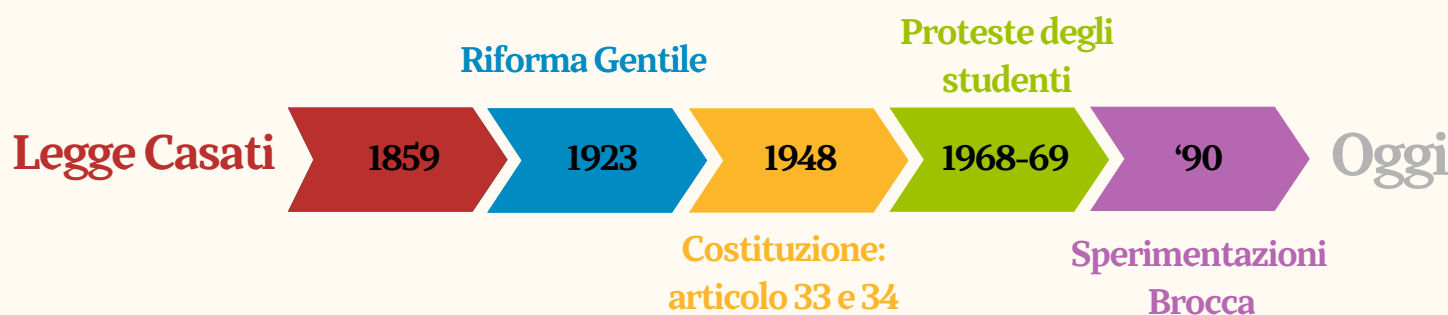 Legge Casati
1859
Riforma Gentile
1923
1948
Costituzione:
articolo 33 e 34
Proteste degli
studenti
1968-69
‘90
Sperimentazioni
Brocca
Oggi